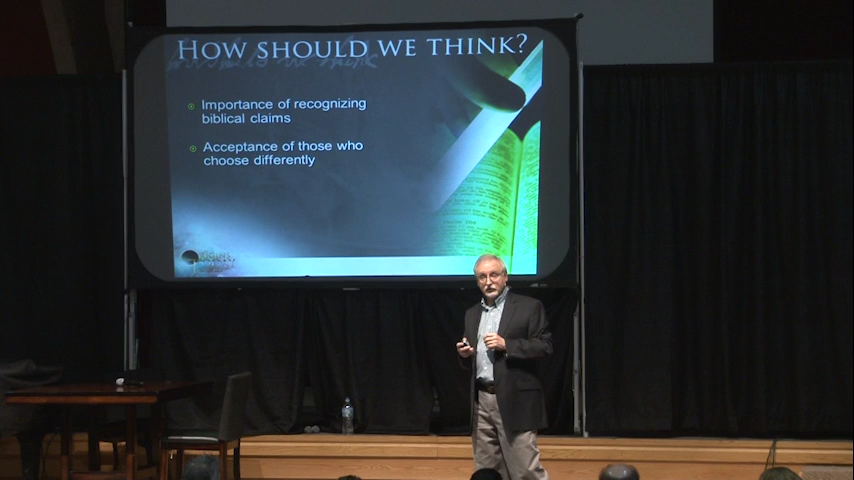 HOW SHOULD WE THINK?
Importance of recognizing
biblical claims
Acceptance of those who
choose differently